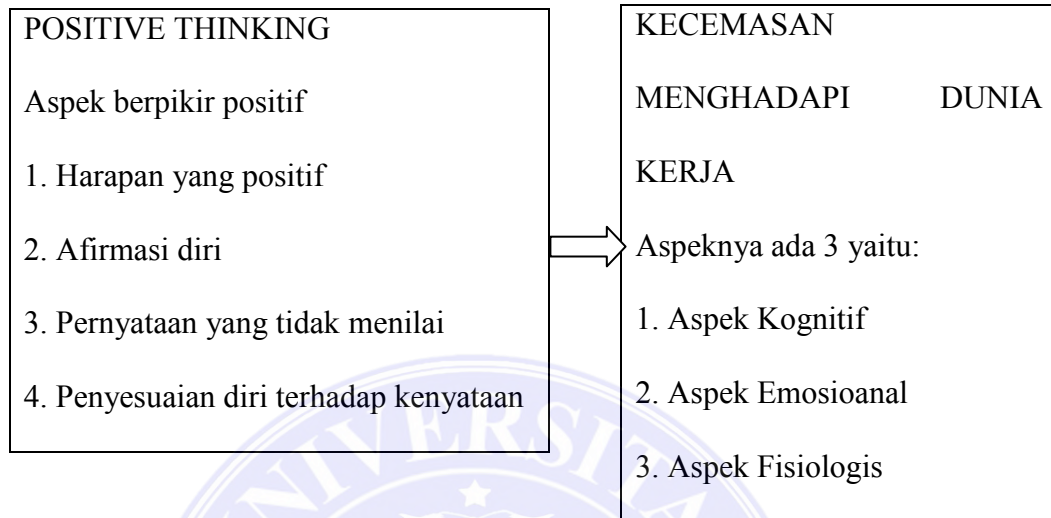 POSITIVE THINKING
Aspek berpikir positif
1. Harapan yang positif
2. Afirmasi diri
3. Pernyataan yang tidak menilai
4. Penyesuaian diri terhadap kenyataan
KECEMASAN
MENGHADAPI DUNIA
KERJA
Aspeknya ada 3 yaitu:
1. Aspek Kognitif
2. Aspek Emosioanal
3. Aspek Fisiologis